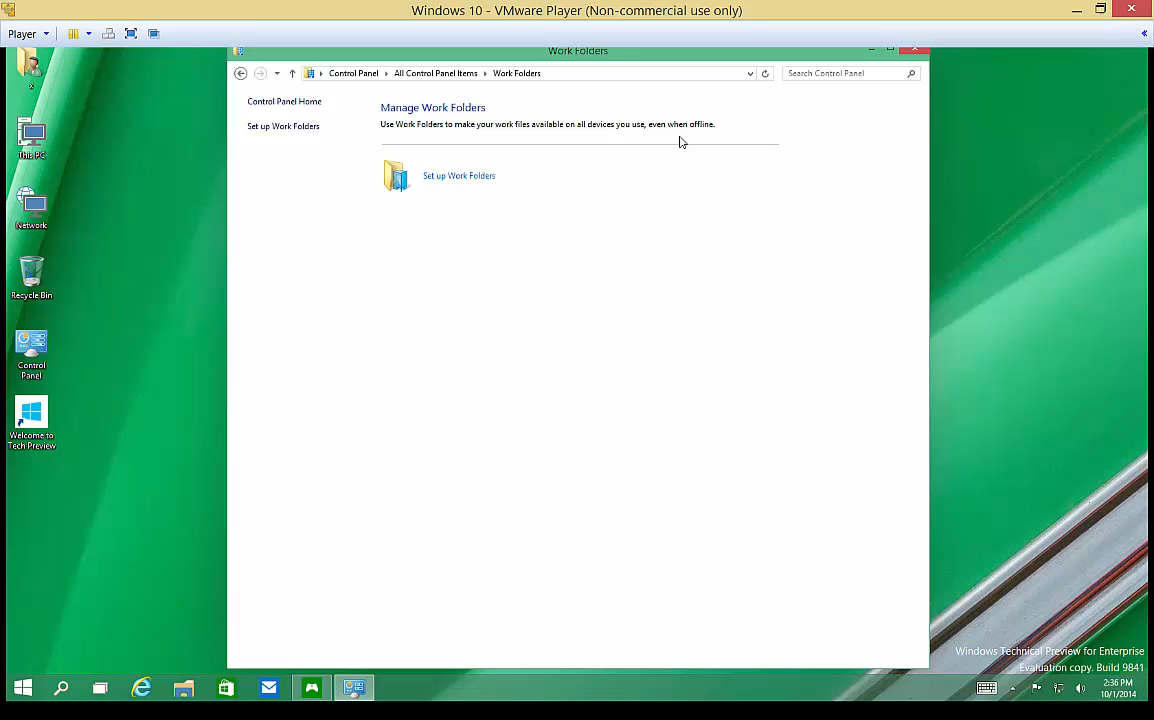 Windows 10 - VMware Player (Non-commercial use only)
Player
Work Folders
Control Panel
All Control Panel Items
Work Folders
Search Control Panel
Control Panel Home
Set up Work Folders
Manage Work Folders
Use Work Folders to make your work files available on all devices you use, even when offline.
Set up Work Folders
x
This PC
Network
Recycle Bin
Control
Panel
Welcome to
Tech Preview
Windows Technical Preview for Enterprise
Evaluation copy. Build 9841
2:36 PM
10/1/2014